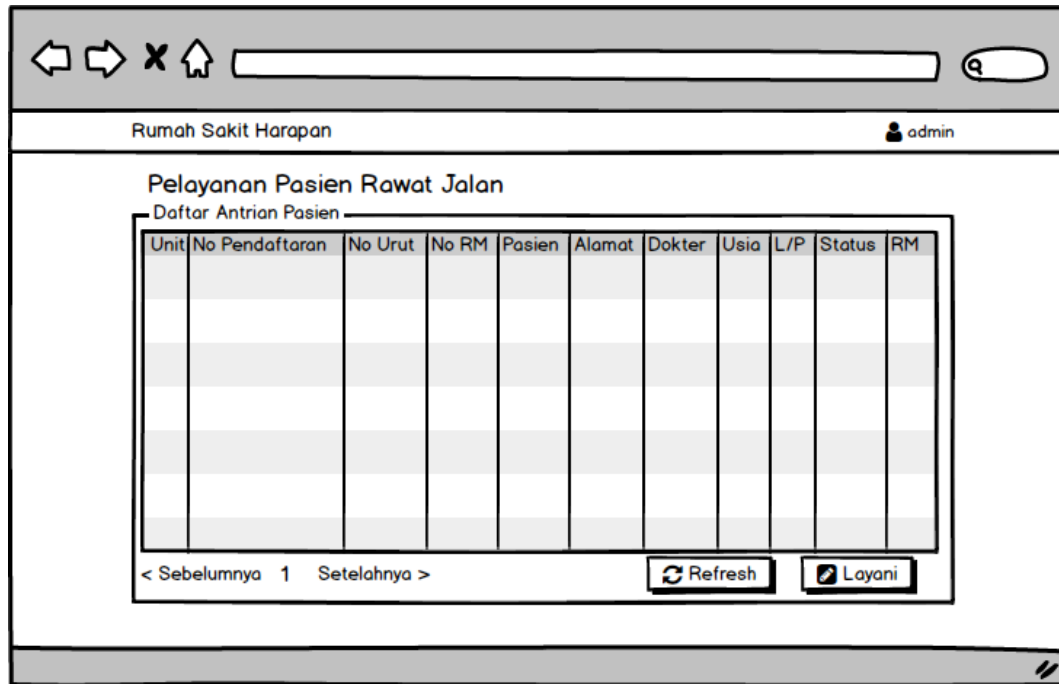 Rumah Sakit Harapan admin
Pelayanan Pasien Rawat Jalan
Daftar Antrian Pasien
Unit No Pendaftaran No Urut No RM Pasien Alamat Dokter Usia L/P Status RM
< Sebelumnya 1 Setelahnya > Refresh Layani